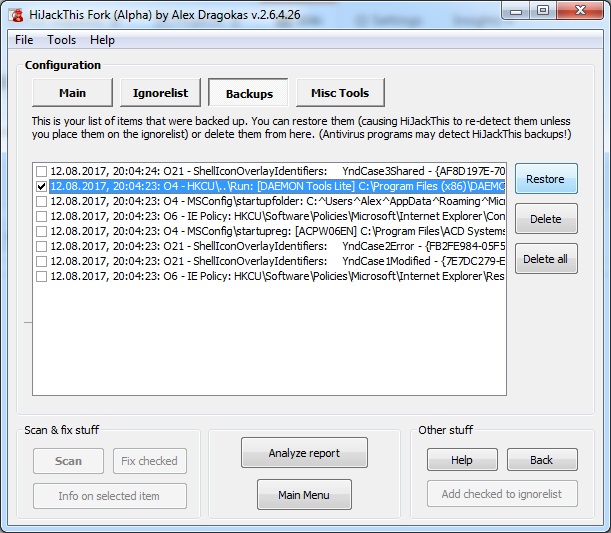 HiJackThis Fork (Alpha) by Alex Dragokas v.2.6.4.26
File Tools Help
Configuration
Main Ignorelist Backups Misc Tools
This is your list of items that were backed up. You can restore them (causing HiJackThis to re-detect them unless
you place them on the ignorelist) or delete them from here. (Antivirus programs may detect HiJackThis backups!)
12.08.2017, 20:04:24: O21 - ShellIconOverlayIdentifiers: YndCase3Shared - {AF8D197E-70
12.08.2017, 20:04:23: O4 - HKCU\..\Run: [DAEMON Tools Lite] C:\Program Files (x86)\DAEMC
12.08.2017, 20:04:23: O4 - MSConfig\startupfolder: C:^Users^Alex^AppData^Roaming^Mic
12.08.2017, 20:04:23: O6 - IE Policy: HKCU\Software\Policies\Microsoft\Internet Explorer\Con
12.08.2017, 20:04:23: O4 - MSConfig\startupreg: [ACPW06EN] C:\Program Files\ACD Systems
12.08.2017, 20:04:23: O21 - ShellIconOverlayIdentifiers: YndCase2Error - {FB2FE984-05F5
12.08.2017, 20:04:23: O21 - ShellIconOverlayIdentifiers: YndCase1Modified - {7E7DC279-E
12.08.2017, 20:04:23: O6 - IE Policy: HKCU\Software\Policies\Microsoft\Internet Explorer\Res
Restore
Delete
Delete all
Scan & fix stuff
Scan Fix checked
Info on selected item
Analyze report
Main Menu
Other stuff
Help Back
Add checked to ignorelist